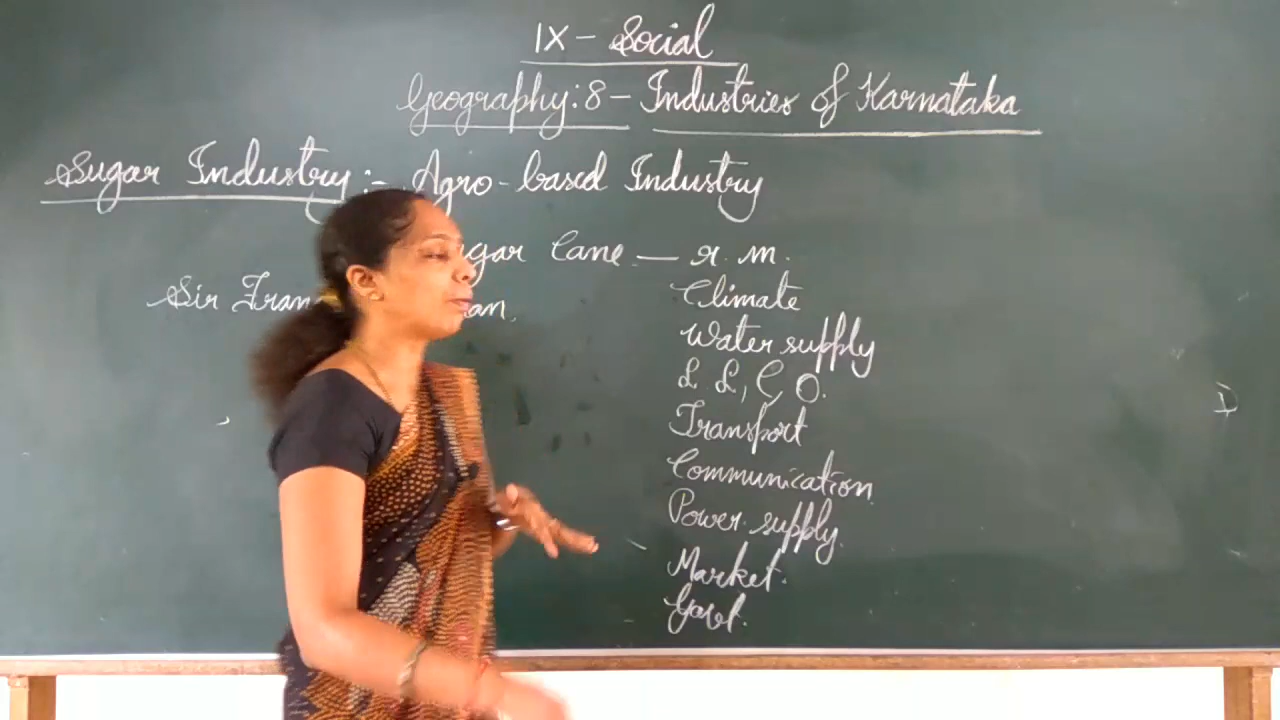 IX - Social
Geography: 8 - Industries of Karnataka
Sugar Industry :- Agro-based Industry
Cane — r. m.
Sir
Climate
Water supply
L. L, C, O.
Transport
Communication
Power supply.
Market.
Govt.